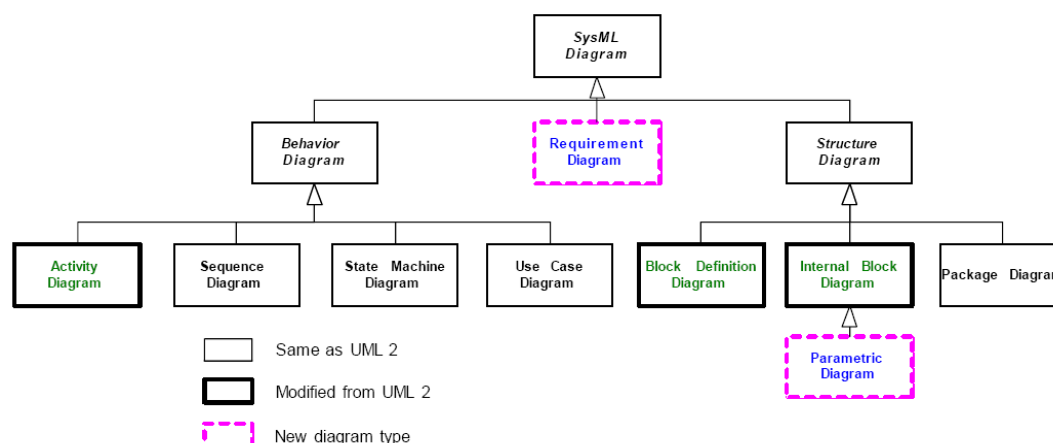 SysML
Diagram
Behavior
Diagram
Requirement
Diagram
Structure
Diagram
Activity
Diagram
Sequence
Diagram
State Machine
Diagram
Use Case
Diagram
Block Definition
Diagram
Internal Block
Diagram
Package Diagram
Parametric
Diagram
Same as UML 2
Modified from UML 2
New diagram type